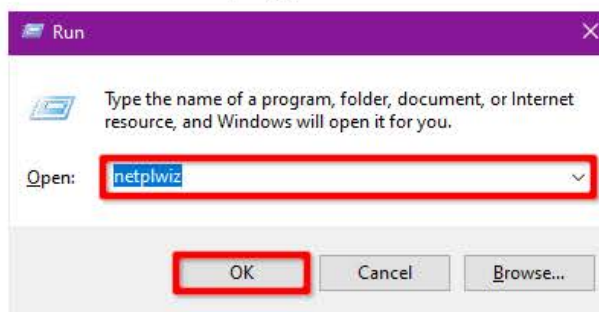 Run
Type the name of a program, folder, document, or Internet
resource, and Windows will open it for you.
Open: netplwiz
OK Cancel Browse...